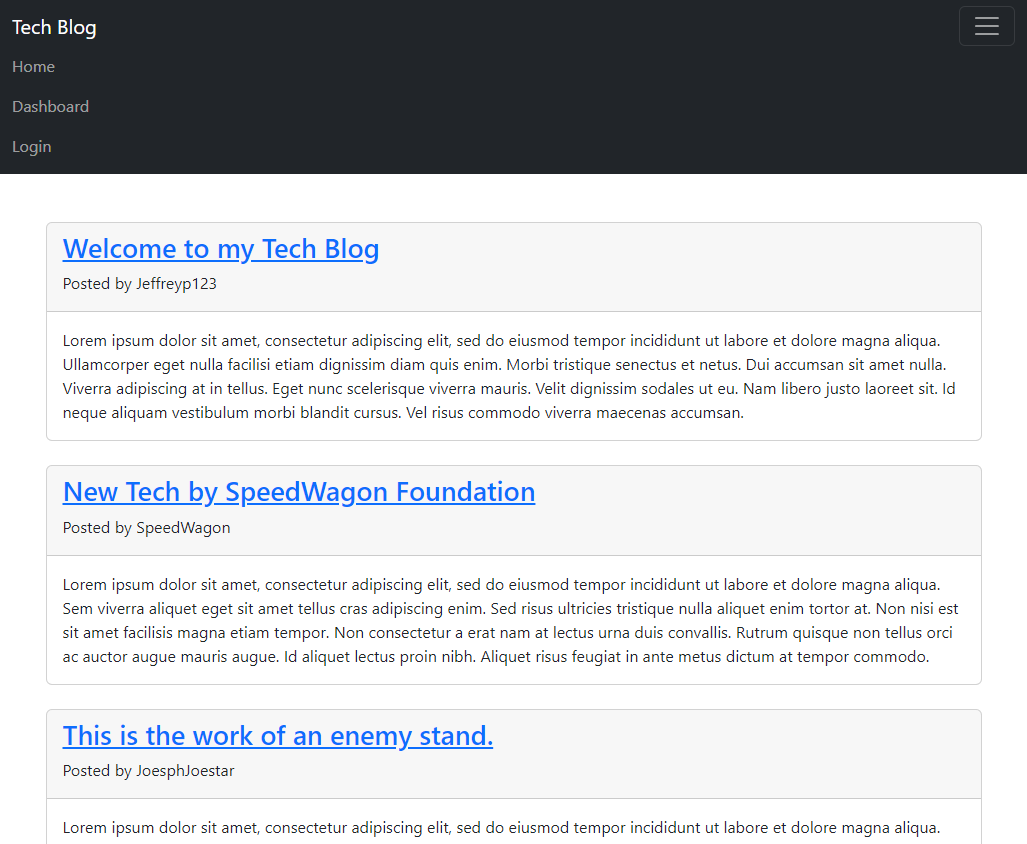 Tech Blog
Home
Dashboard
Login
Welcome to my Tech Blog
Posted by Jeffreyp123
Lorem ipsum dolor sit amet, consectetur adipiscing elit, sed do eiusmod tempor incididunt ut labore et dolore magna aliqua.
Ullamcorper eget nulla facilisi etiam dignissim diam quis enim. Morbi tristique senectus et netus. Dui accumsan sit amet nulla.
Viverra adipiscing at in tellus. Eget nunc scelerisque viverra mauris. Velit dignissim sodales ut eu. Nam libero justo laoreet sit. Id
neque aliquam vestibulum morbi blandit cursus. Vel risus commodo viverra maecenas accumsan.
New Tech by SpeedWagon Foundation
Posted by SpeedWagon
Lorem ipsum dolor sit amet, consectetur adipiscing elit, sed do eiusmod tempor incididunt ut labore et dolore magna aliqua.
Sem viverra aliquet eget sit amet tellus cras adipiscing enim. Sed risus ultricies tristique nulla aliquet enim tortor at. Non nisi est
sit amet facilisis magna etiam tempor. Non consectetur a erat nam at lectus urna duis convallis. Rutrum quisque non tellus orci
ac auctor augue mauris augue. Id aliquet lectus proin nibh. Aliquet risus feugiat in ante metus dictum at tempor commodo.
This is the work of an enemy stand.
Posted by JoesphJoestar
Lorem ipsum dolor sit amet, consectetur adipiscing elit, sed do eiusmod tempor incididunt ut labore et dolore magna aliqua.